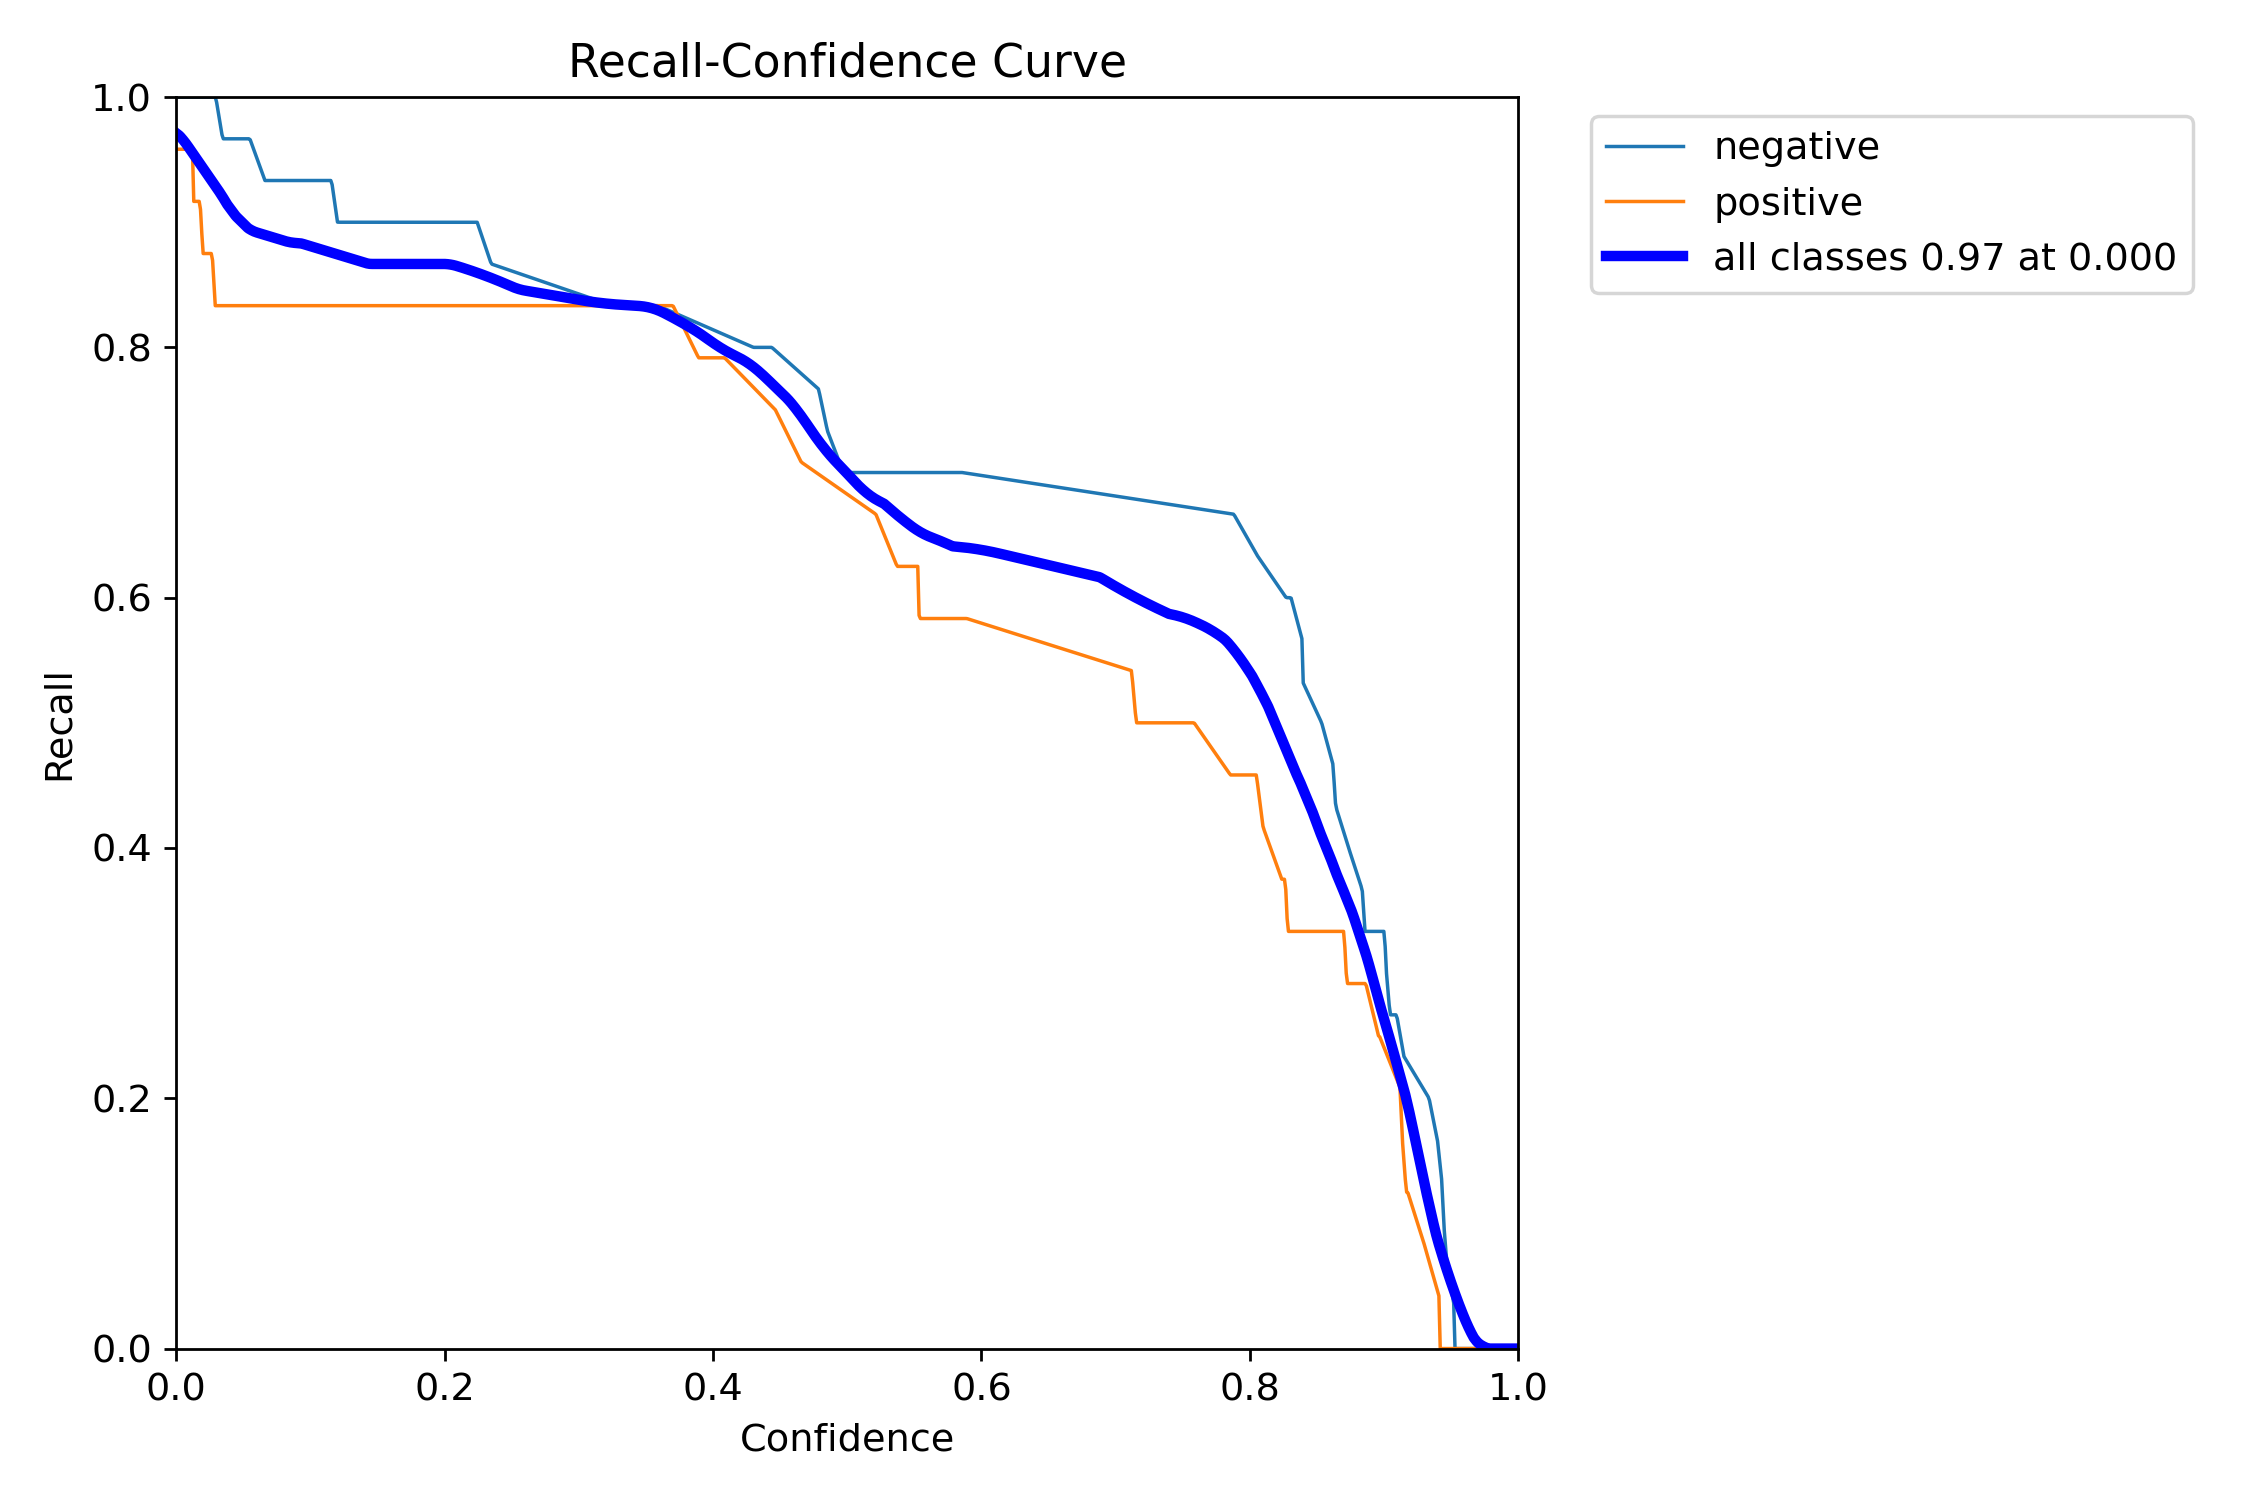 Recall-Confidence Curve
1.0
0.8
0.6
0.4
0.2
0.0
Recall
0.0 0.2 0.4 0.6 0.8 1.0
Confidence
negative
positive
all classes 0.97 at 0.000